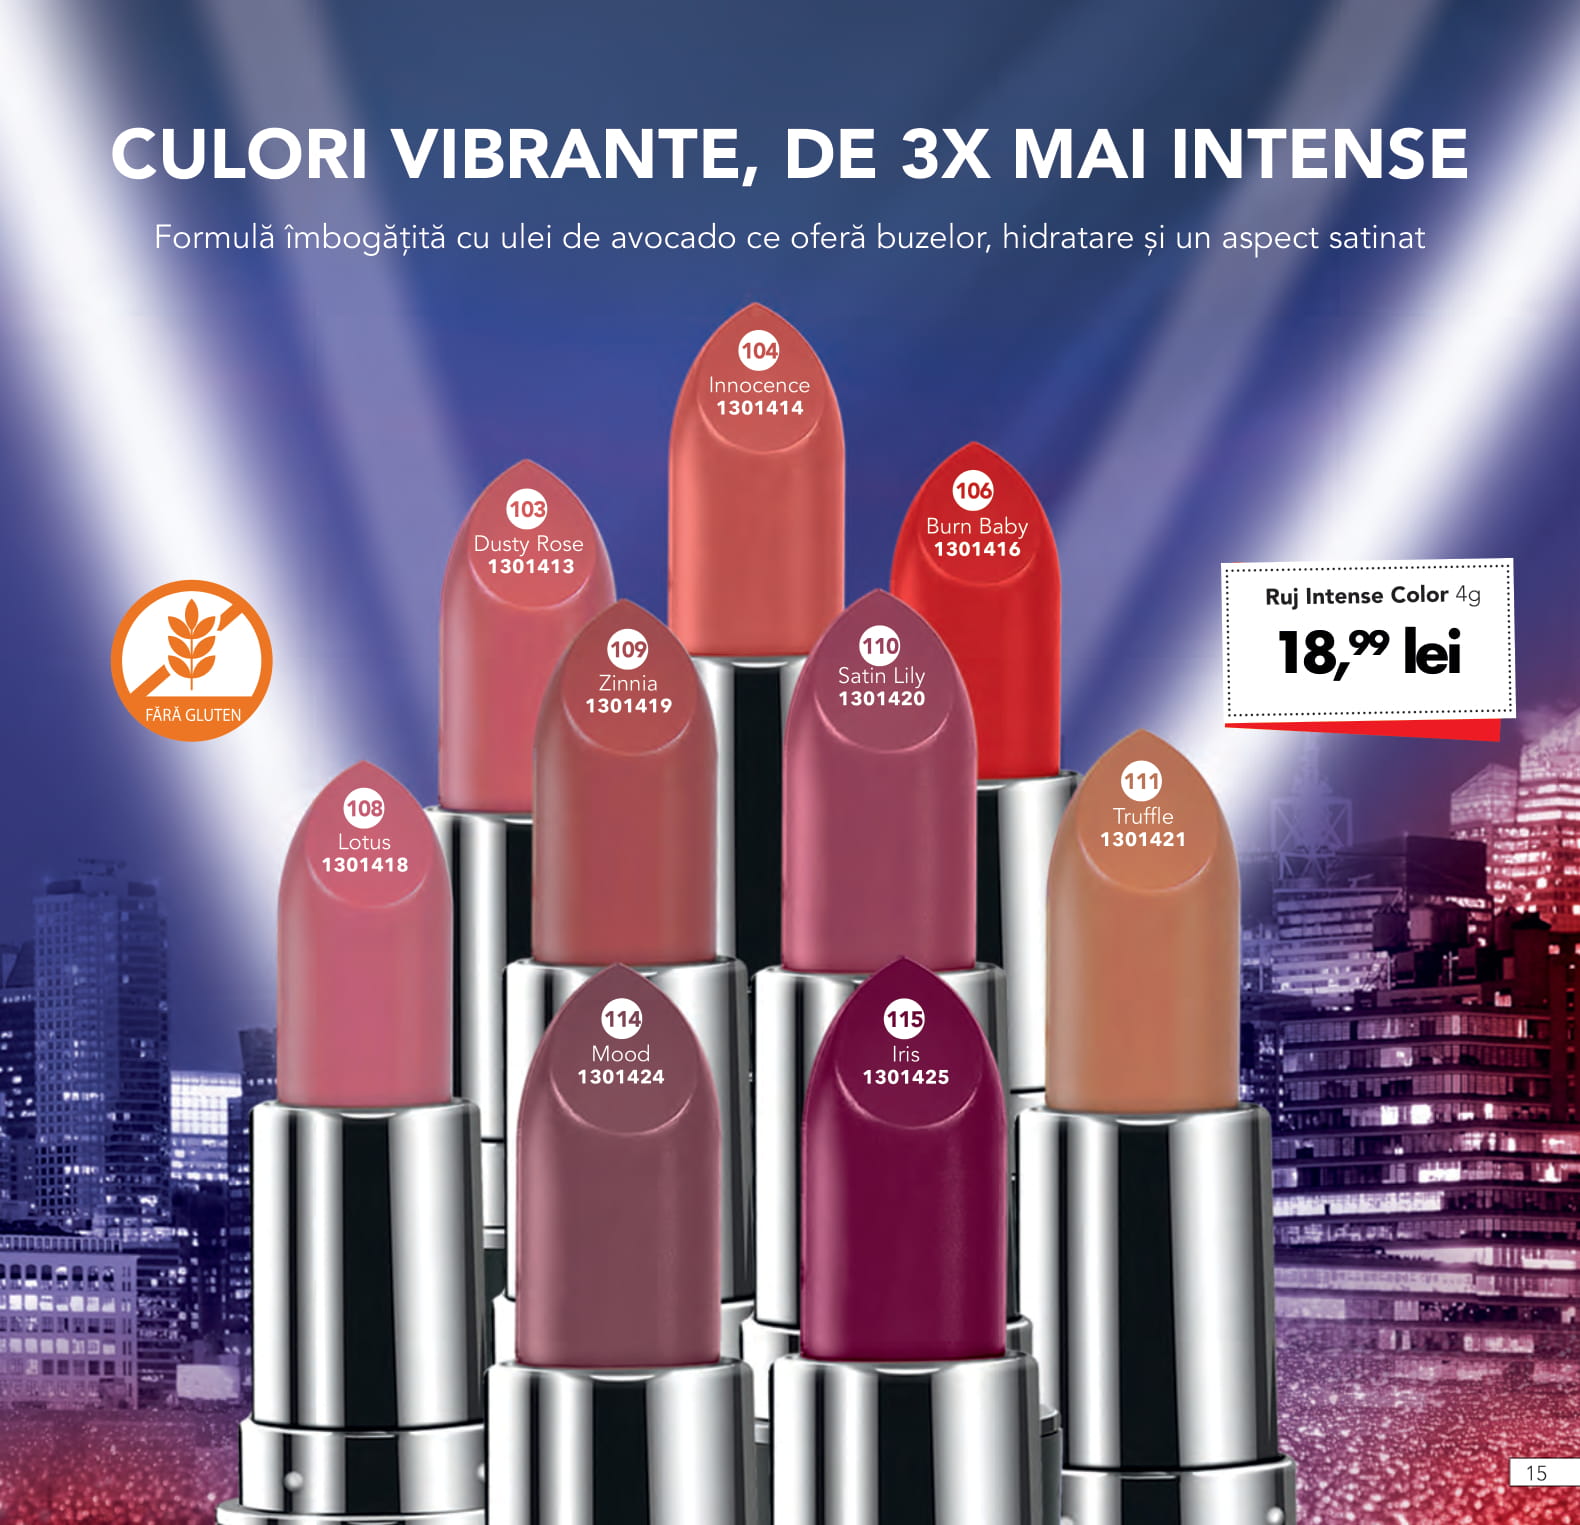 CULORI VIBRANTE, DE 3X MAI INTENSE
Formulă îmbogățită cu ulei de avocado ce oferă buzelor, hidratare și un aspect satinat
104
Innocence
1301414
103
Dusty Rose
1301413
106
Burn Baby
1301416
Ruj Intense Color 4g
18,99 lei
FĂRĂ GLUTEN
109
Zinnia
1301419
110
Satin Lily
1301420
108
Lotus
1301418
111
Truffle
1301421
114
Mood
1301424
115
Iris
1301425
15